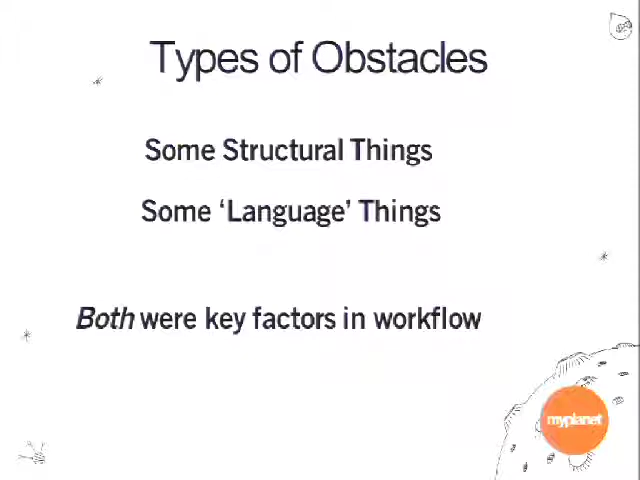 Types of Obstacles
Some Structural Things
Some ‘Language’ Things
Both were key factors in workflow
myplanet